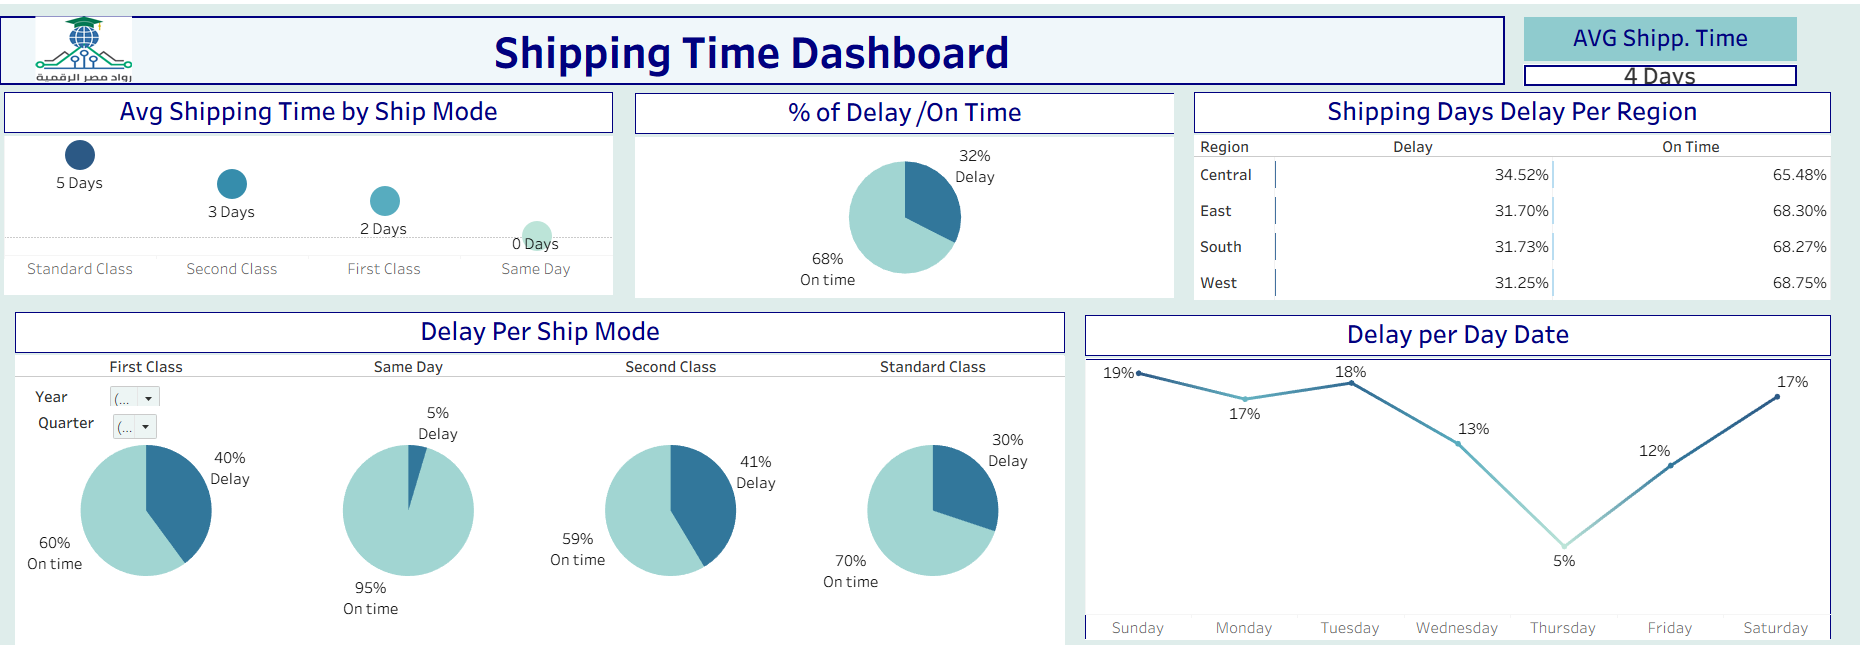 رواد مصر الرقمية
Shipping Time Dashboard
AVG Shipp. Time
4 Days
Avg Shipping Time by Ship Mode
5 Days
3 Days
2 Days
0 Days
Standard Class
Second Class
First Class
Same Day
% of Delay /On Time
32%
Delay
68%
On time
Shipping Days Delay Per Region
Region Delay On Time
Central 34.52% 65.48%
East 31.70% 68.30%
South 31.73% 68.27%
West 31.25% 68.75%
Delay Per Ship Mode
First Class
Same Day
Second Class
Standard Class
Year
(...
Quarter
(...
40%
Delay
60%
On time
5%
Delay
95%
On time
41%
Delay
59%
On time
30%
Delay
70%
On time
Delay per Day Date
19%
17%
18%
13%
5%
12%
17%
Sunday
Monday
Tuesday
Wednesday
Thursday
Friday
Saturday